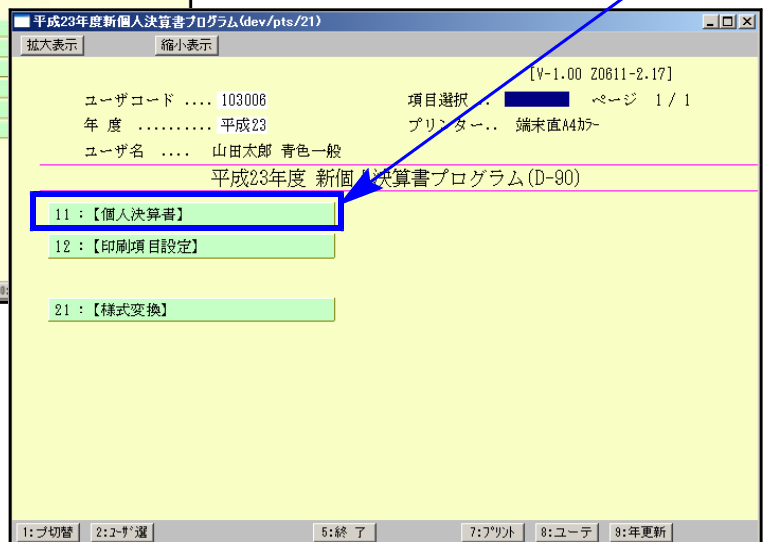 平成23年度新個人決算書プログラム(dev/pts/21)
拡大表示 縮小表示
[V-1.00 Z0611-2.17]
ユーザコード .... 103006 項目選択 .. ページ 1/1
年 度 .......... 平成23 プリンター.. 端末直A4カラー
ユーザ名 .... 山田太郎 青色一般
平成23年度 新個人決算書プログラム(D-90)
11:【個人決算書】
12:【印刷項目設定】
21:【様式変換】
1:プ切替 2:ユーザ選 5:終 了 7:プリント 8:ユーテ 9:年更新